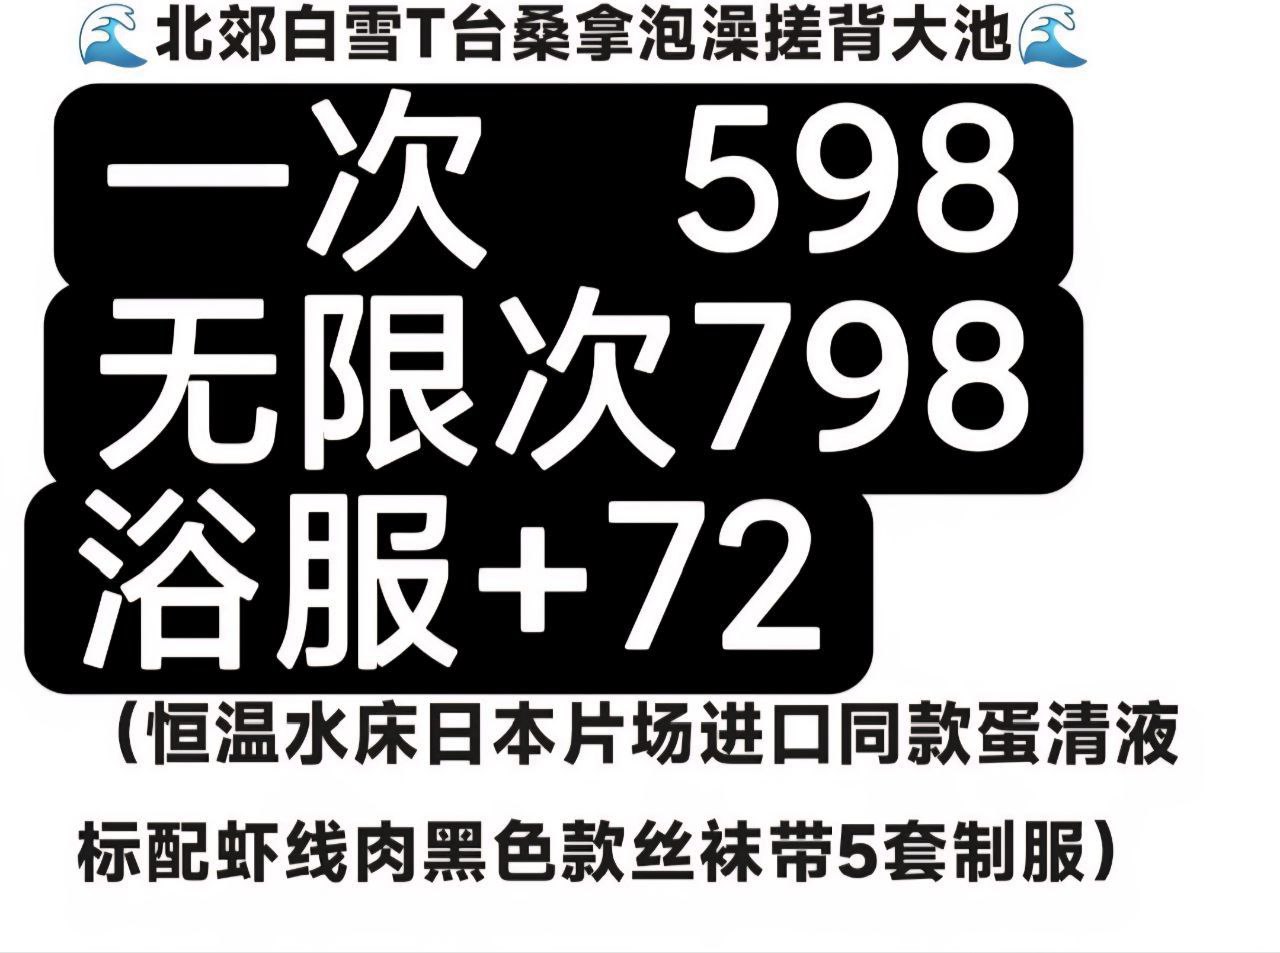 🌊北郊白雪T台桑拿泡澡搓背大池🌊
一次 598
无限次798
浴服+72
（恒温水床日本片场进口同款蛋清液
标配虾线肉黑色款丝袜带5套制服）